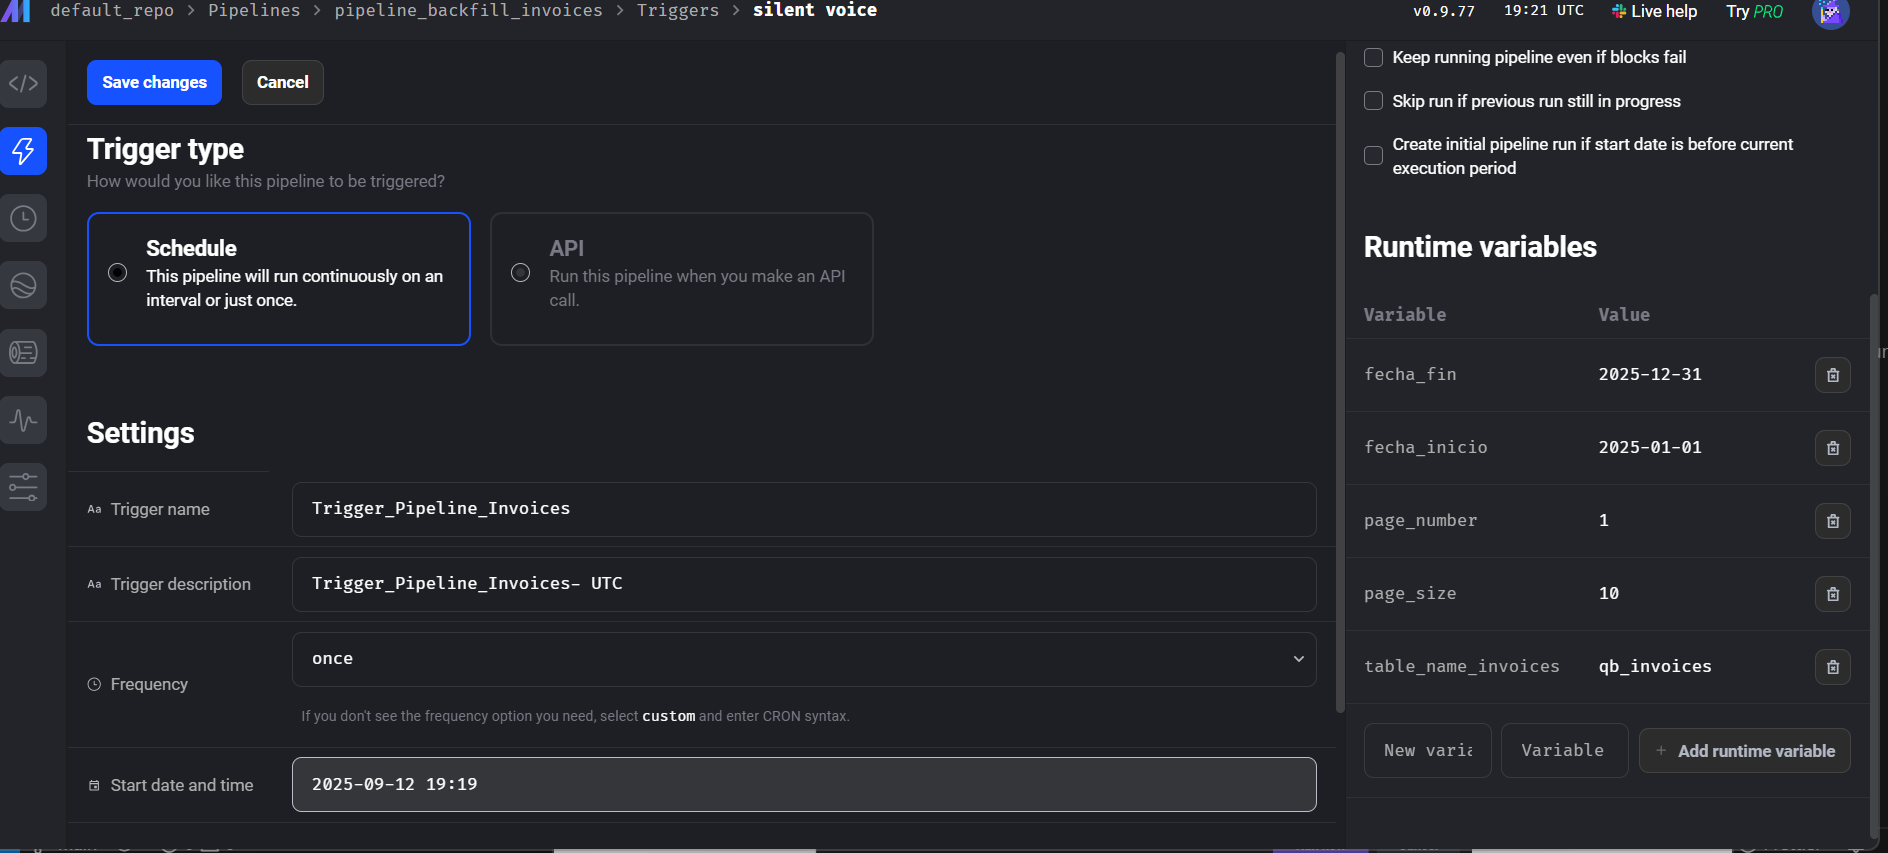 default_repo > Pipelines > pipeline_backfill_invoices > Triggers > silent voice
v0.9.77 19:21 UTC Live help Try PRO
Save changes Cancel
Trigger type
How would you like this pipeline to be triggered?
Schedule
This pipeline will run continuously on an
interval or just once.
API
Run this pipeline when you make an API
call.
Settings
Aa Trigger name
Trigger_Pipeline_Invoices
Aa Trigger description
Trigger_Pipeline_Invoices- UTC
Frequency
once
If you don't see the frequency option you need, select custom and enter CRON syntax.
Start date and time
2025-09-12 19:19
Keep running pipeline even if blocks fail
Skip run if previous run still in progress
Create initial pipeline run if start date is before current
execution period
Runtime variables
Variable Value
fecha_fin 2025-12-31
fecha_inicio 2025-01-01
page_number 1
page_size 10
table_name_invoices qb_invoices
New varia Variable + Add runtime variable